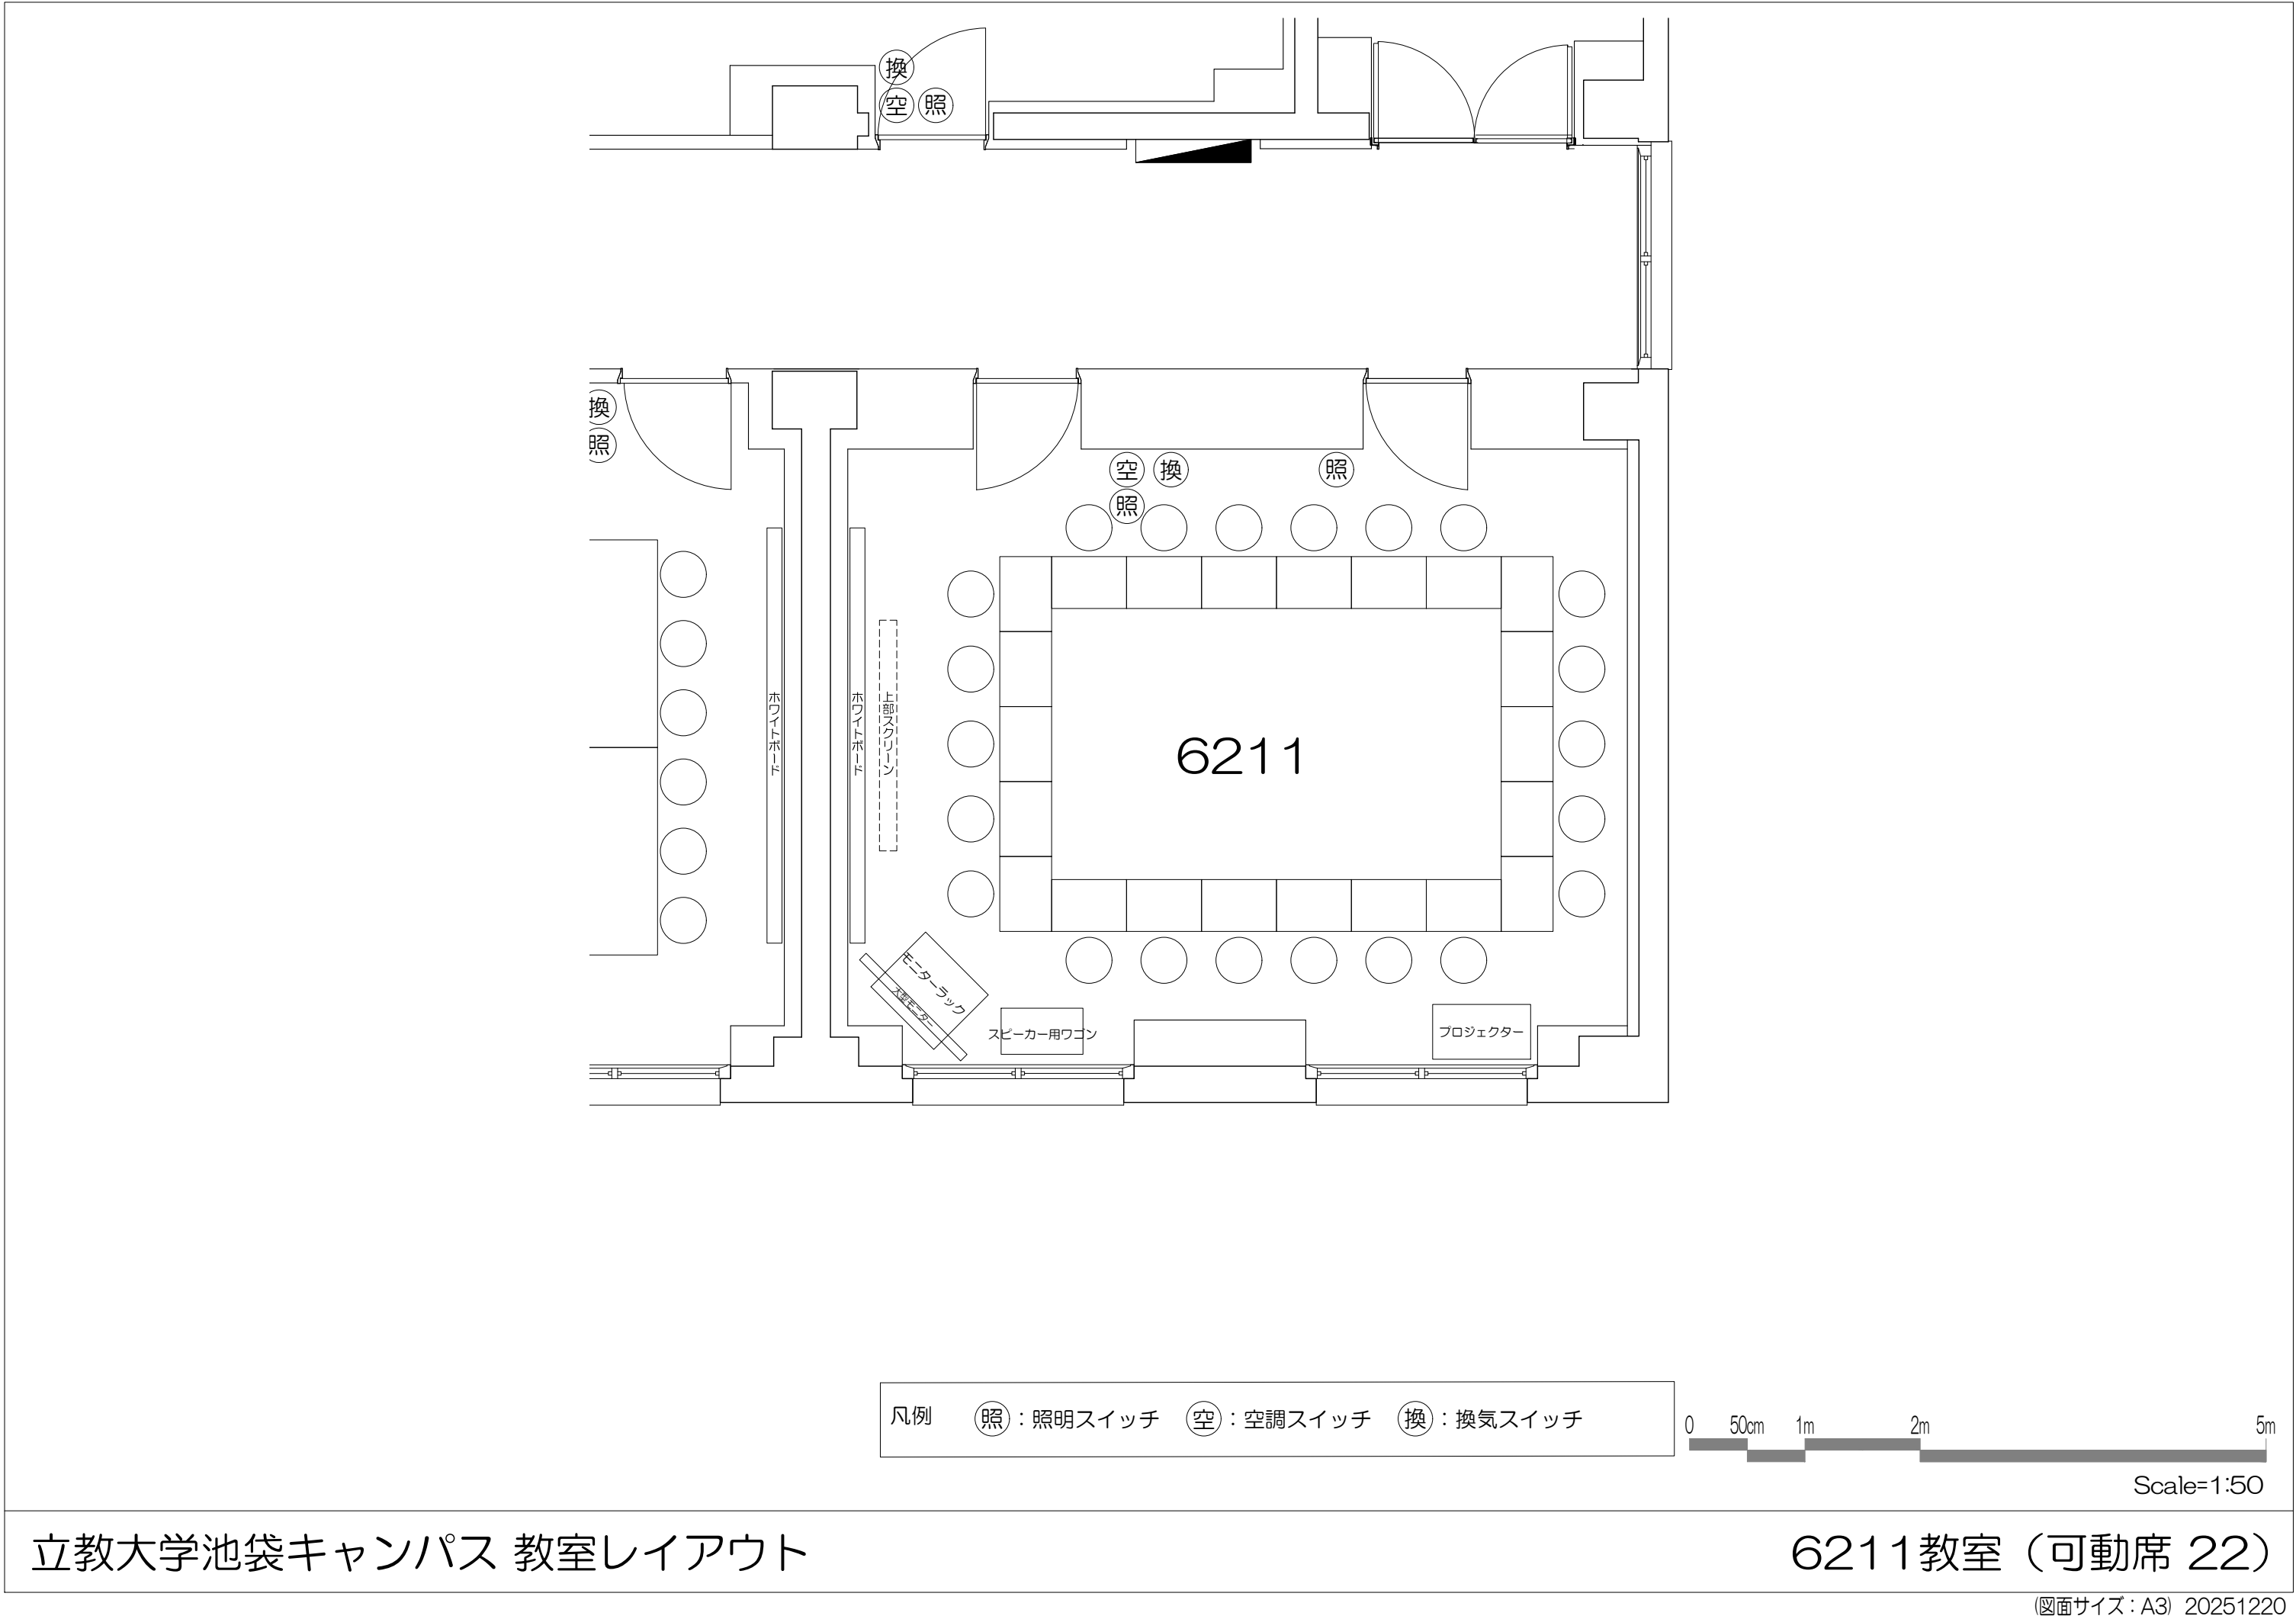 換
空 照
換
照
空 換 照
照
ホワイトボード
ホワイトボード
上部スクリーン
6211
モニターラック
大型モニター
スピーカー用ワゴン
プロジェクター
凡例 照：照明スイッチ 空：空調スイッチ 換：換気スイッチ
0 50cm 1m 2m 5m
Scale=1:50
立教大学池袋キャンパス 教室レイアウト
6211教室（可動席 22）
(図面サイズ：A3) 20251220